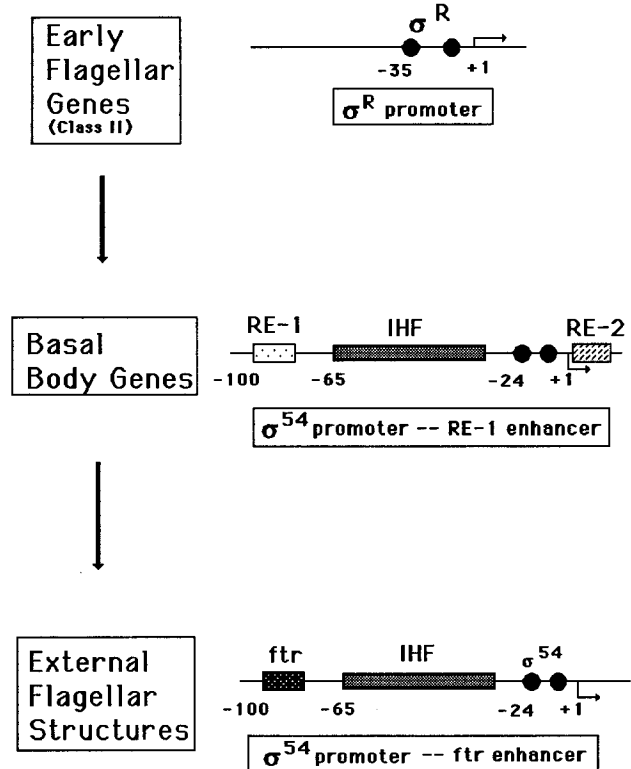 Early
Flagellar
Genes
(Class II)
σ R
-35 +1
σR promoter
Basal
Body Genes
RE-1 IHF RE-2
-100 -65 -24 +1
σ54 promoter -- RE-1 enhancer
External
Flagellar
Structures
ftr IHF σ54
-100 -65 -24 +1
σ54 promoter -- ftr enhancer